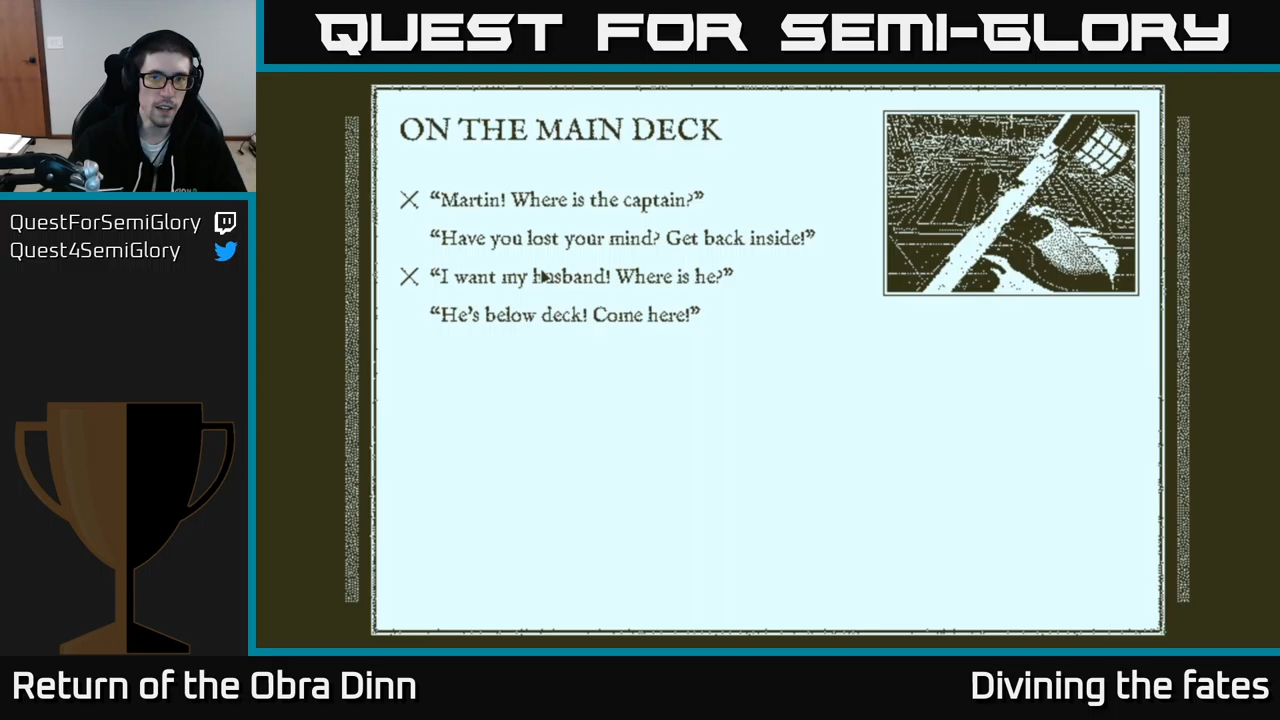 QUEST FOR SEMI-GLORY
QuestForSemiGlory
Quest4SemiGlory
ON THE MAIN DECK
“Martin! Where is the captain?”
“Have you lost your mind? Get back inside!”
“I want my husband! Where is he?”
“He’s below deck! Come here!”
Return of the Obra Dinn
Divining the fates